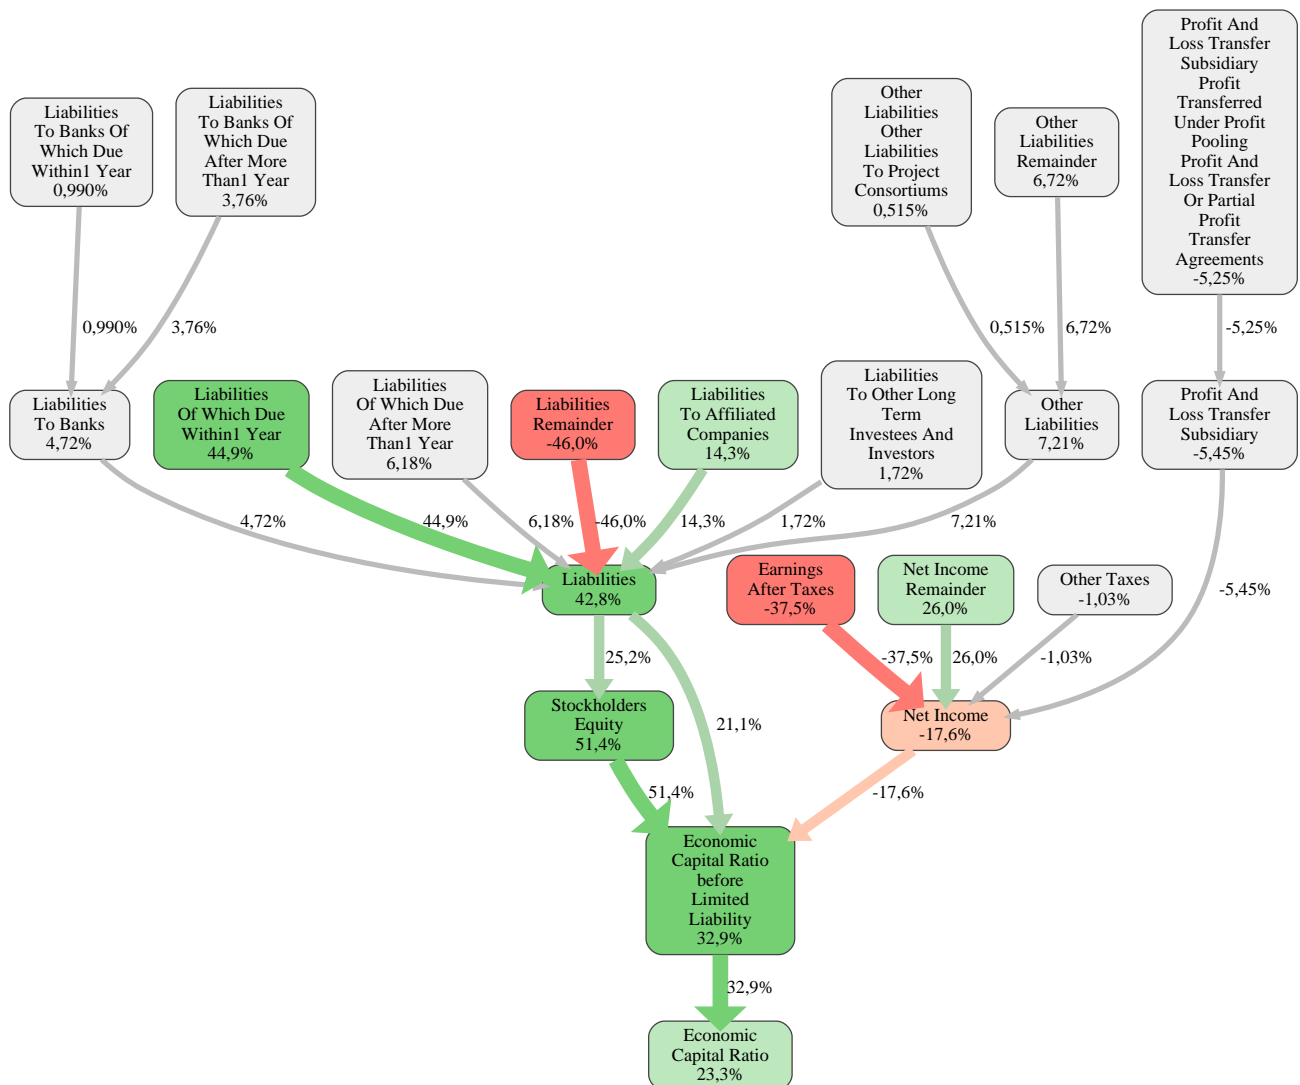 Profit And
Loss Transfer
Subsidiary
Profit
Transferred
Under Profit
Pooling
Profit And
Loss Transfer
Or Partial
Profit
Transfer
Agreements
-5,25%
Liabilities
To Banks Of
Which Due
Within1 Year
0,990%
Liabilities
To Banks Of
Which Due
After More
Than1 Year
3,76%
Other
Liabilities
Other
Liabilities
To Project
Consortiums
0,515%
Other
Liabilities
Remainder
6,72%
0,990%
3,76%
0,515%
6,72%
-5,25%
Liabilities
To Banks
4,72%
Liabilities
Of Which Due
Within1 Year
44,9%
Liabilities
Of Which Due
After More
Than1 Year
6,18%
Liabilities
Remainder
-46,0%
Liabilities
To Affiliated
Companies
14,3%
Liabilities
To Other Long
Term
Investees And
Investors
1,72%
Other
Liabilities
7,21%
Profit And
Loss Transfer
Subsidiary
-5,45%
4,72%
44,9%
6,18%
-46,0%
14,3%
1,72%
7,21%
Liabilities
42,8%
Earnings
After Taxes
-37,5%
Net Income
Remainder
26,0%
Other Taxes
-1,03%
-5,45%
25,2%
-37,5%
26,0%
-1,03%
Stockholders
Equity
51,4%
21,1%
Net Income
-17,6%
51,4%
-17,6%
Economic
Capital Ratio
before
Limited
Liability
32,9%
32,9%
Economic
Capital Ratio
23,3%